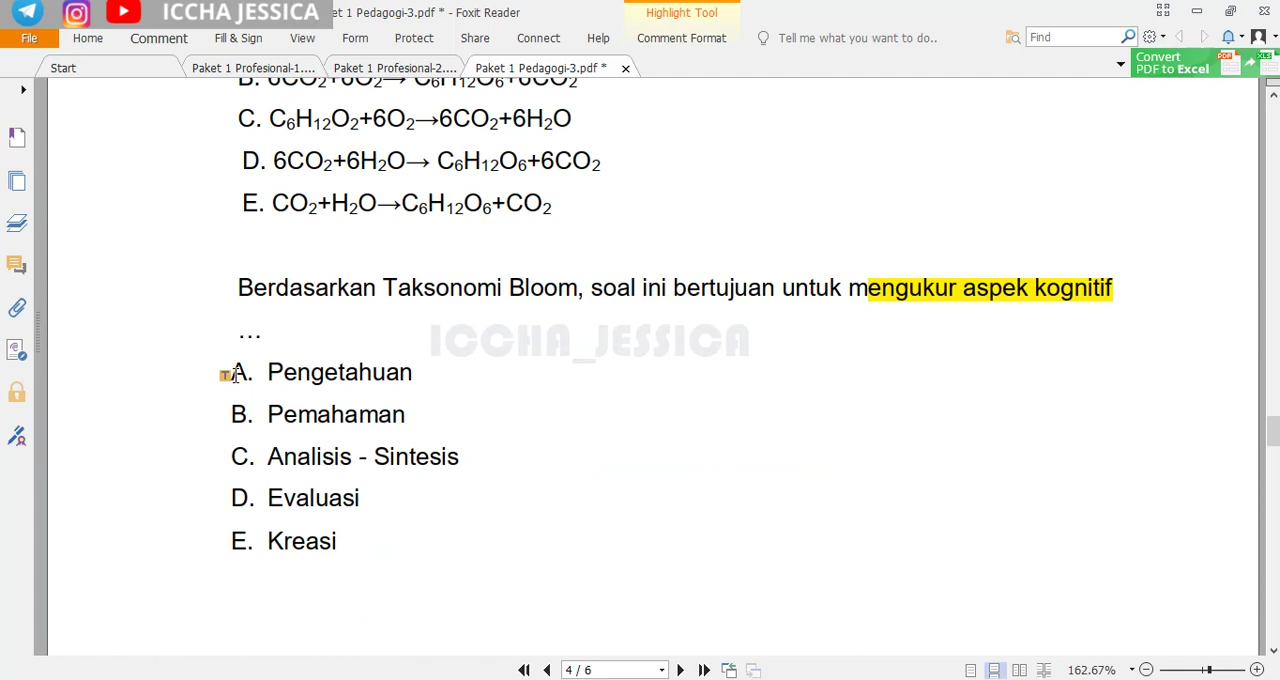 ICCHA JESSICA
et 1 Pedagogi-3.pdf * - Foxit Reader
Highlight Tool
File Home Comment Fill & Sign View Form Protect Share Connect Help Comment Format Tell me what you want to do.. Find
Start Paket 1 Profesional-1.... Paket 1 Profesional-2.... Paket 1 Pedagogi-3.pdf *
Convert
PDF to Excel
B. 6CO₂+6O₂→ C₆H₁₂O₆+6CO₂
C. C₆H₁₂O₂+6O₂→6CO₂+6H₂O
D. 6CO₂+6H₂O→ C₆H₁₂O₆+6CO₂
E. CO₂+H₂O→C₆H₁₂O₆+CO₂
Berdasarkan Taksonomi Bloom, soal ini bertujuan untuk mengukur aspek kognitif
…
ICCHA_JESSICA
A. Pengetahuan
B. Pemahaman
C. Analisis - Sintesis
D. Evaluasi
E. Kreasi
4 / 6
162.67%